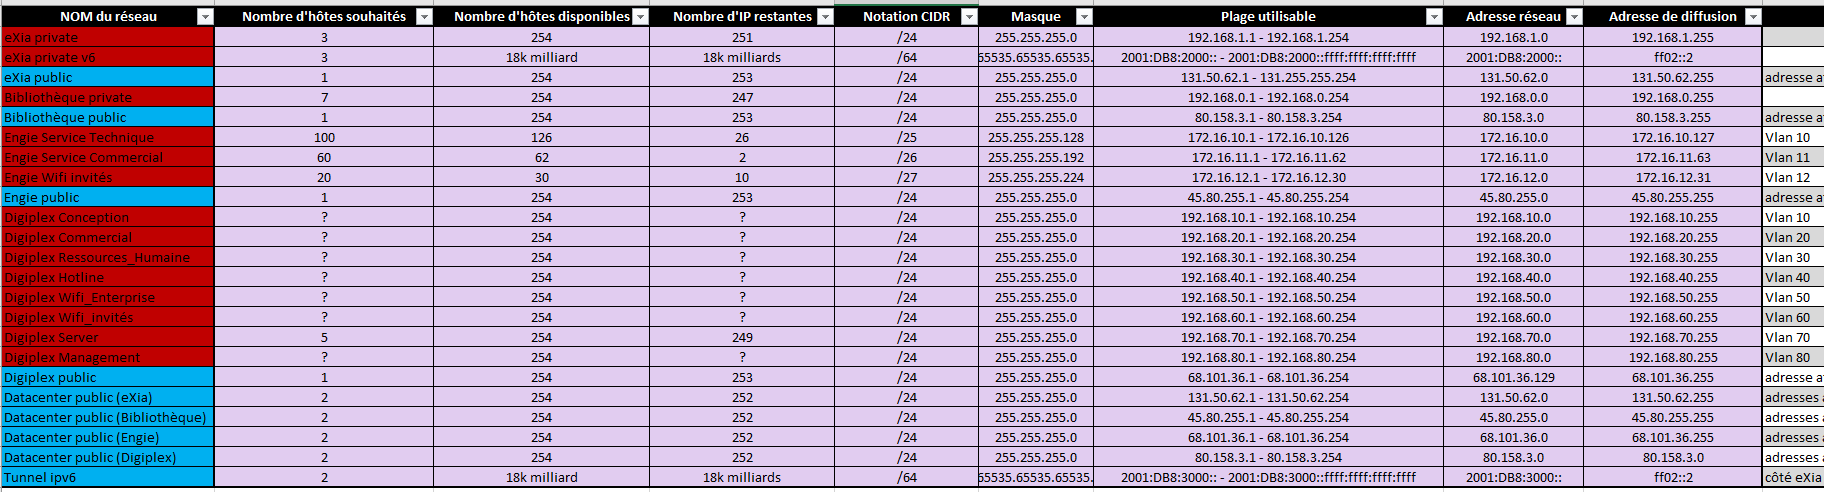 NOM du réseau Nombre d'hôtes souhaités Nombre d'hôtes disponibles Nombre d'IP restantes Notation CIDR Masque Plage utilisable Adresse réseau Adresse de diffusion
eXia private 3 254 251 /24 255.255.255.0 192.168.1.1 - 192.168.1.254 192.168.1.0 192.168.1.255
eXia private v6 3 18k milliard 18k milliards /64 65535.65535.65535. 2001:DB8:2000:: - 2001:DB8:2000::ffff:ffff:ffff:ffff 2001:DB8:2000:: ff02::2
eXia public 1 254 253 /24 255.255.255.0 131.50.62.1 - 131.255.255.254 131.50.62.0 131.50.62.255 adresse a
Bibliothèque private 7 254 247 /24 255.255.255.0 192.168.0.1 - 192.168.0.254 192.168.0.0 192.168.0.255
Bibliothèque public 1 254 253 /24 255.255.255.0 80.158.3.1 - 80.158.3.254 80.158.3.0 80.158.3.255 adresse a
Engie Service Technique 100 126 26 /25 255.255.255.128 172.16.10.1 - 172.16.10.126 172.16.10.0 172.16.10.127 Vlan 10
Engie Service Commercial 60 62 2 /26 255.255.255.192 172.16.11.1 - 172.16.11.62 172.16.11.0 172.16.11.63 Vlan 11
Engie Wifi invités 20 30 10 /27 255.255.255.224 172.16.12.1 - 172.16.12.30 172.16.12.0 172.16.12.31 Vlan 12
Engie public 1 254 253 /24 255.255.255.0 45.80.255.1 - 45.80.255.254 45.80.255.0 45.80.255.255 adresse a
Digiplex Conception ? 254 ? /24 255.255.255.0 192.168.10.1 - 192.168.10.254 192.168.10.0 192.168.10.255 Vlan 10
Digiplex Commercial ? 254 ? /24 255.255.255.0 192.168.20.1 - 192.168.20.254 192.168.20.0 192.168.20.255 Vlan 20
Digiplex Ressources_Humaine ? 254 ? /24 255.255.255.0 192.168.30.1 - 192.168.30.254 192.168.30.0 192.168.30.255 Vlan 30
Digiplex Hotline ? 254 ? /24 255.255.255.0 192.168.40.1 - 192.168.40.254 192.168.40.0 192.168.40.255 Vlan 40
Digiplex Wifi_Enterprise ? 254 ? /24 255.255.255.0 192.168.50.1 - 192.168.50.254 192.168.50.0 192.168.50.255 Vlan 50
Digiplex Wifi_invités ? 254 ? /24 255.255.255.0 192.168.60.1 - 192.168.60.254 192.168.60.0 192.168.60.255 Vlan 60
Digiplex Server 5 254 249 /24 255.255.255.0 192.168.70.1 - 192.168.70.254 192.168.70.0 192.168.70.255 Vlan 70
Digiplex Management ? 254 ? /24 255.255.255.0 192.168.80.1 - 192.168.80.254 192.168.80.0 192.168.80.255 Vlan 80
Digiplex public 1 254 253 /24 255.255.255.0 68.101.36.1 - 68.101.36.254 68.101.36.129 68.101.36.255 adresse a
Datacenter public (eXia) 2 254 252 /24 255.255.255.0 131.50.62.1 - 131.50.62.254 131.50.62.0 131.50.62.255 adresses
Datacenter public (Bibliothèque) 2 254 252 /24 255.255.255.0 45.80.255.1 - 45.80.255.254 45.80.255.0 45.80.255.255 adresses
Datacenter public (Engie) 2 254 252 /24 255.255.255.0 68.101.36.1 - 68.101.36.254 68.101.36.0 68.101.36.255 adresses
Datacenter public (Digiplex) 2 254 252 /24 255.255.255.0 80.158.3.1 - 80.158.3.254 80.158.3.0 80.158.3.255 adresses
Tunnel ipv6 2 18k milliard 18k milliards /64 65535.65535.65535. 2001:DB8:3000:: - 2001:DB8:3000::ffff:ffff:ffff:ffff 2001:DB8:3000:: ff02::2 côté eXia